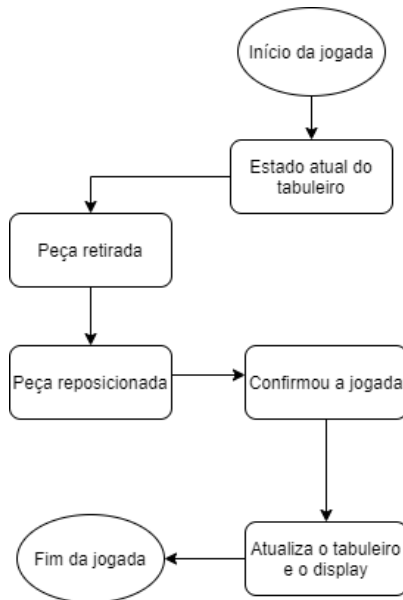 Início da jogada
Estado atual do
tabuleiro
Peça retirada
Peça reposicionada
Confirmou a jogada
Atualiza o tabuleiro
e o display
Fim da jogada